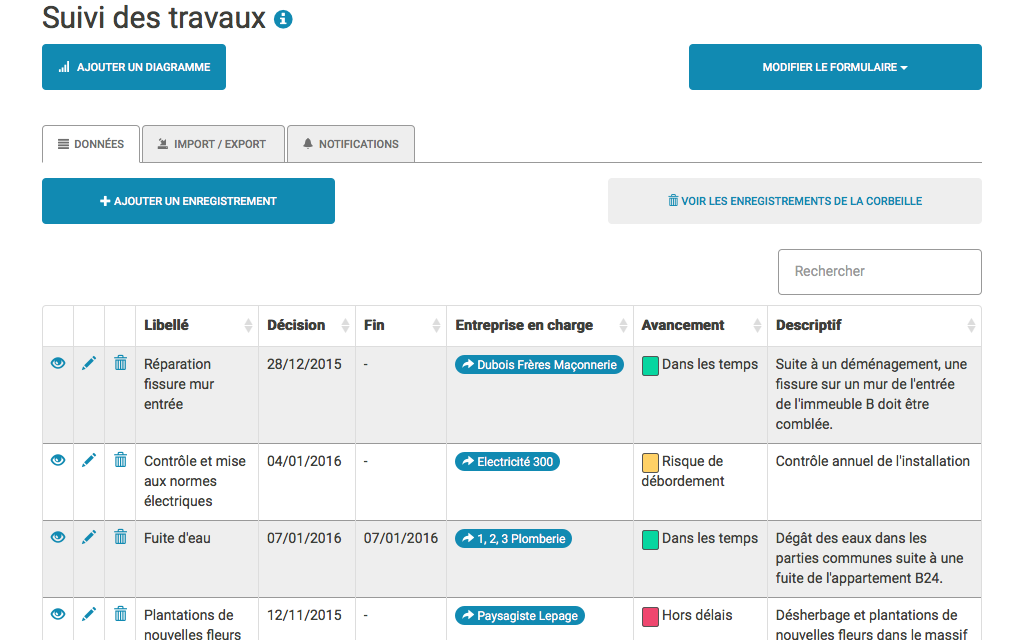 Suivi des travaux
AJOUTER UN DIAGRAMME
MODIFIER LE FORMULAIRE
DONNÉES
IMPORT / EXPORT
NOTIFICATIONS
AJOUTER UN ENREGISTREMENT
VOIR LES ENREGISTREMENTS DE LA CORBEILLE
Rechercher
Libellé Décision Fin Entreprise en charge Avancement Descriptif
Réparation
fissure mur
entrée
28/12/2015
-
Dubois Frères Maçonnerie
Dans les temps
Suite à un déménagement, une
fissure sur un mur de l'entrée
de l'immeuble B doit être
comblée.
Contrôle et mise
aux normes
électriques
04/01/2016
-
Electricité 300
Risque de
débordement
Contrôle annuel de l'installation
Fuite d'eau
07/01/2016
07/01/2016
1, 2, 3 Plomberie
Dans les temps
Dégât des eaux dans les
parties communes suite à une
fuite de l'appartement B24.
Plantations de
nouvelles fleurs
12/11/2015
-
Paysagiste Lepage
Hors délais
Désherbage et plantations de
nouvelles fleurs dans le massif